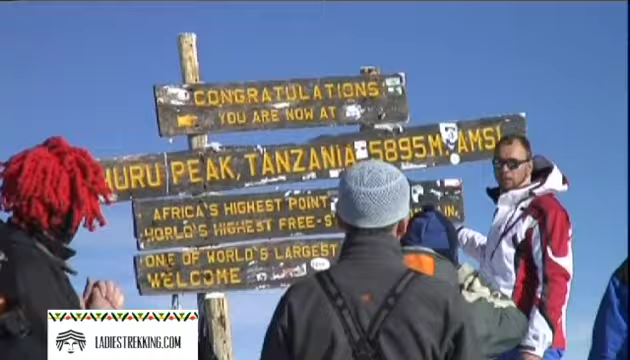 CONGRATULATIONS
YOU ARE NOW AT
PEAK, TANZANIA 5895M. AMSL
AFRICA'S HIGHEST POINT
WORLD'S HIGHEST FREE-S
ONE OF WORLD'S LARGEST
WELCOME
LADIESTREKKING.COM